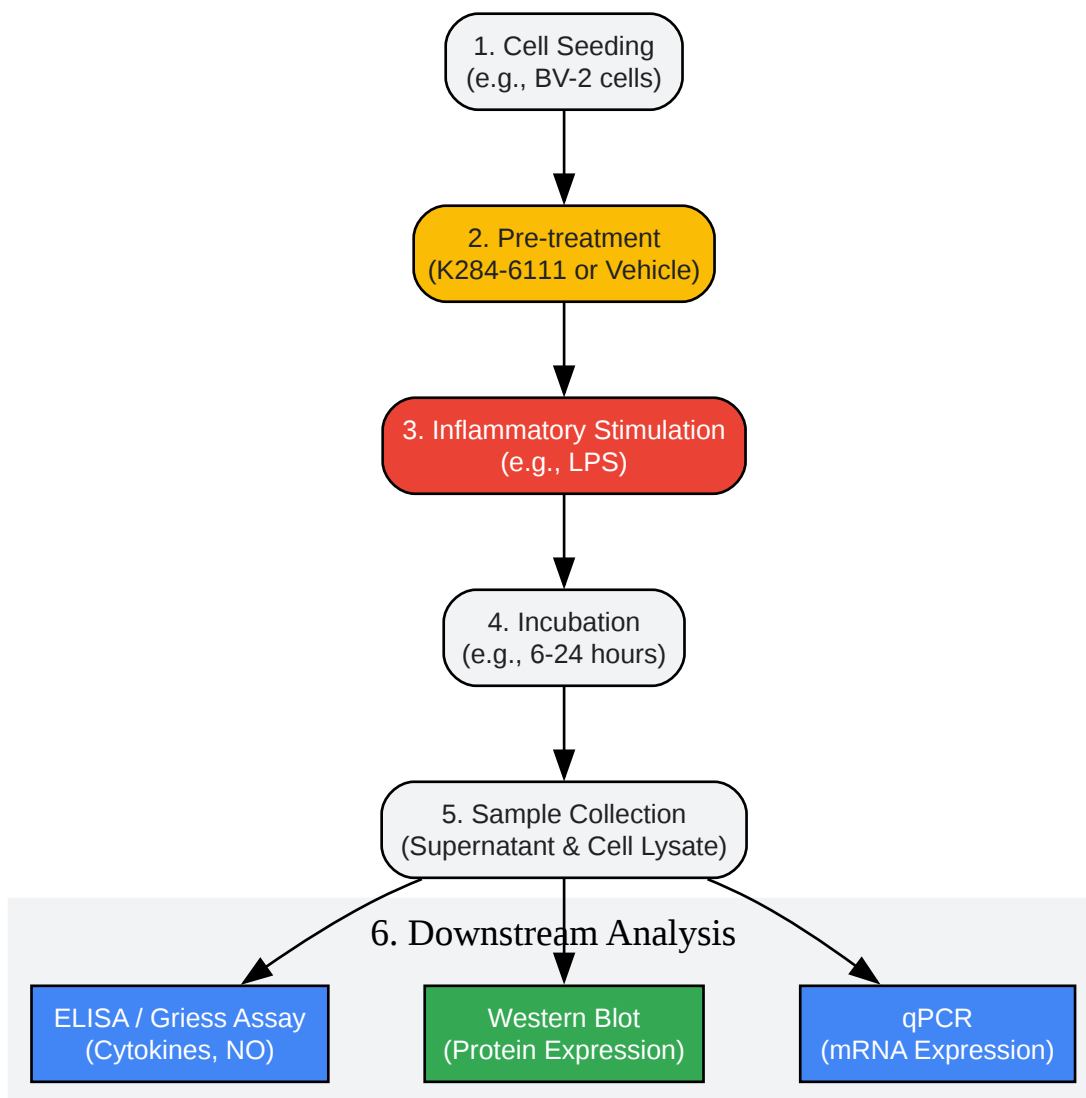 1. Cell Seeding
(e.g., BV-2 cells)
2. Pre-treatment
(K284-6111 or Vehicle)
3. Inflammatory Stimulation
(e.g., LPS)
4. Incubation
(e.g., 6-24 hours)
5. Sample Collection
(Supernatant & Cell Lysate)
6. Downstream Analysis
ELISA / Griess Assay
(Cytokines, NO)
Western Blot
(Protein Expression)
qPCR
(mRNA Expression)